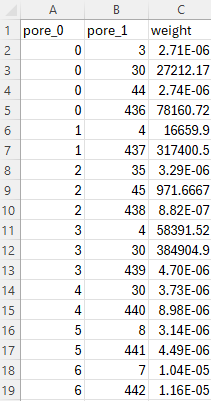 A B C
1 pore_0 pore_1 weight
2 0 3 2.71E-06
3 0 30 27212.17
4 0 44 2.74E-06
5 0 436 78160.72
6 1 4 16659.9
7 1 437 317400.5
8 2 35 3.29E-06
9 2 45 971.6667
10 2 438 8.82E-07
11 3 4 58391.52
12 3 30 384904.9
13 3 439 4.70E-06
14 4 30 3.73E-06
15 4 440 8.98E-06
16 5 8 3.14E-06
17 5 441 4.49E-06
18 6 7 1.04E-05
19 6 442 1.16E-05